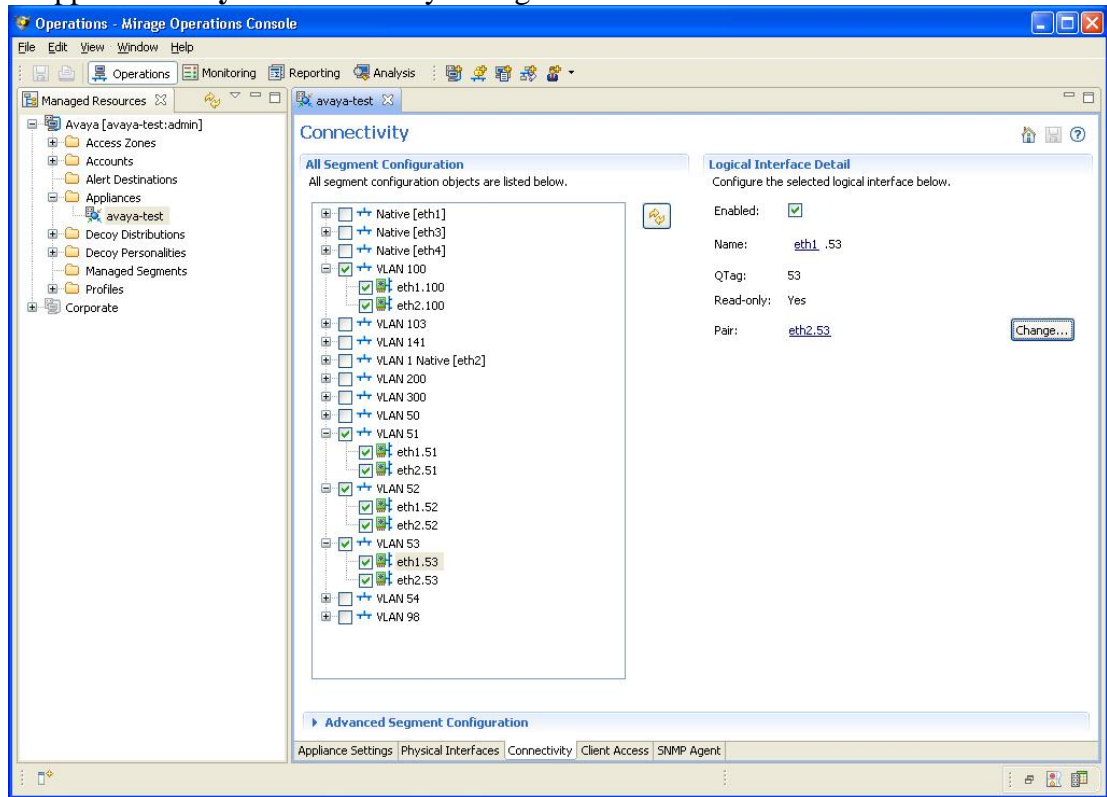 Operations - Mirage Operations Console
File Edit View Window Help
Operations Monitoring Reporting Analysis
Managed Resources
avaya-test
Avaya [avaya-test:admin]
Access Zones
Accounts
Alert Destinations
Appliances
avaya-test
Decoy Distributions
Decoy Personalities
Managed Segments
Profiles
Corporate
Connectivity
All Segment Configuration
All segment configuration objects are listed below.
Native [eth1]
Native [eth3]
Native [eth4]
VLAN 100
eth1.100
eth2.100
VLAN 103
VLAN 141
VLAN 1 Native [eth2]
VLAN 200
VLAN 300
VLAN 50
VLAN 51
eth1.51
eth2.51
VLAN 52
eth1.52
eth2.52
VLAN 53
eth1.53
eth2.53
VLAN 54
VLAN 98
Logical Interface Detail
Configure the selected logical interface below.
Enabled:
Name: eth1 .53
QTag: 53
Read-only: Yes
Pair: eth2.53 Change...
Advanced Segment Configuration
Appliance Settings Physical Interfaces Connectivity Client Access SNMP Agent